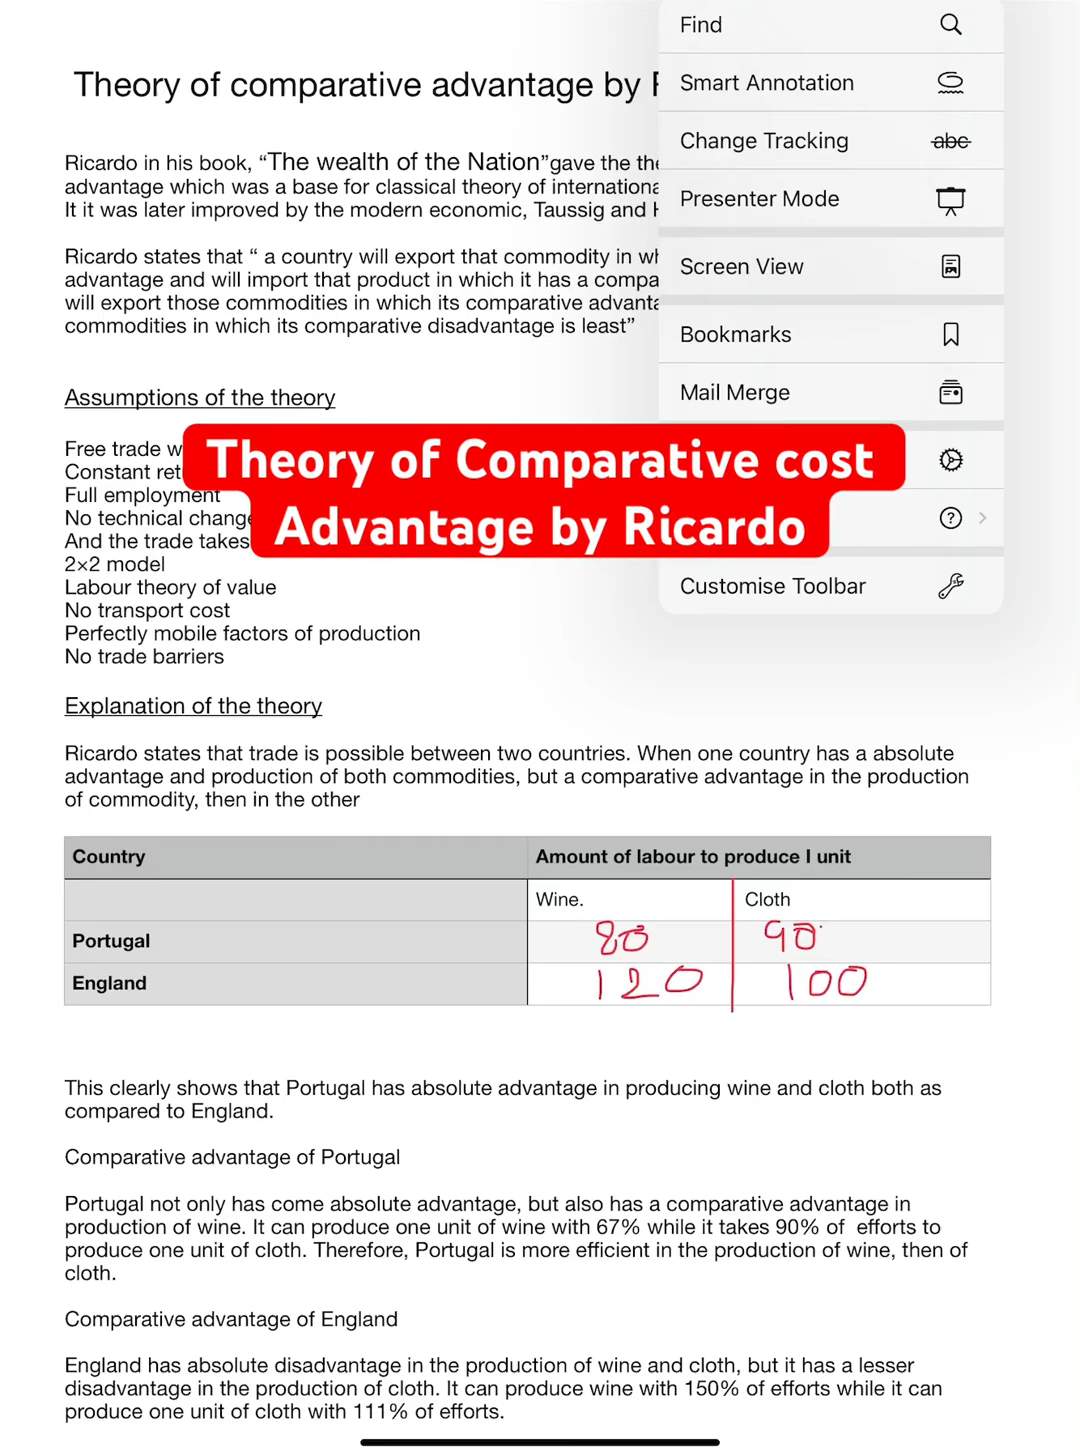 Theory of comparative advantage by
Ricardo in his book, “The wealth of the Nation”gave the
advantage which was a base for classical theory of
It it was later improved by the modern economic, Taussig and
Ricardo states that “ a country will export that commodity in
advantage and will import that product in which it has a
will export those commodities in which its comparative
commodities in which its comparative disadvantage is least”
Assumptions of the theory
Free trade
Constant
Full employment
No technical change
And the trade takes
2×2 model
Labour theory of value
No transport cost
Perfectly mobile factors of production
No trade barriers
Find
Smart Annotation
Change Tracking
abc
Presenter Mode
Screen View
Bookmarks
Mail Merge
Customise Toolbar
Theory of Comparative cost
Advantage by Ricardo
Explanation of the theory
Ricardo states that trade is possible between two countries. When one country has a absolute
advantage and production of both commodities, but a comparative advantage in the production
of commodity, then in the other
Country Amount of labour to produce I unit
Wine. Cloth
Portugal 80 90
England 120 100
This clearly shows that Portugal has absolute advantage in producing wine and cloth both as
compared to England.
Comparative advantage of Portugal
Portugal not only has come absolute advantage, but also has a comparative advantage in
production of wine. It can produce one unit of wine with 67% while it takes 90% of efforts to
produce one unit of cloth. Therefore, Portugal is more efficient in the production of wine, then of
cloth.
Comparative advantage of England
England has absolute disadvantage in the production of wine and cloth, but it has a lesser
disadvantage in the production of cloth. It can produce wine with 150% of efforts while it can
produce one unit of cloth with 111% of efforts.